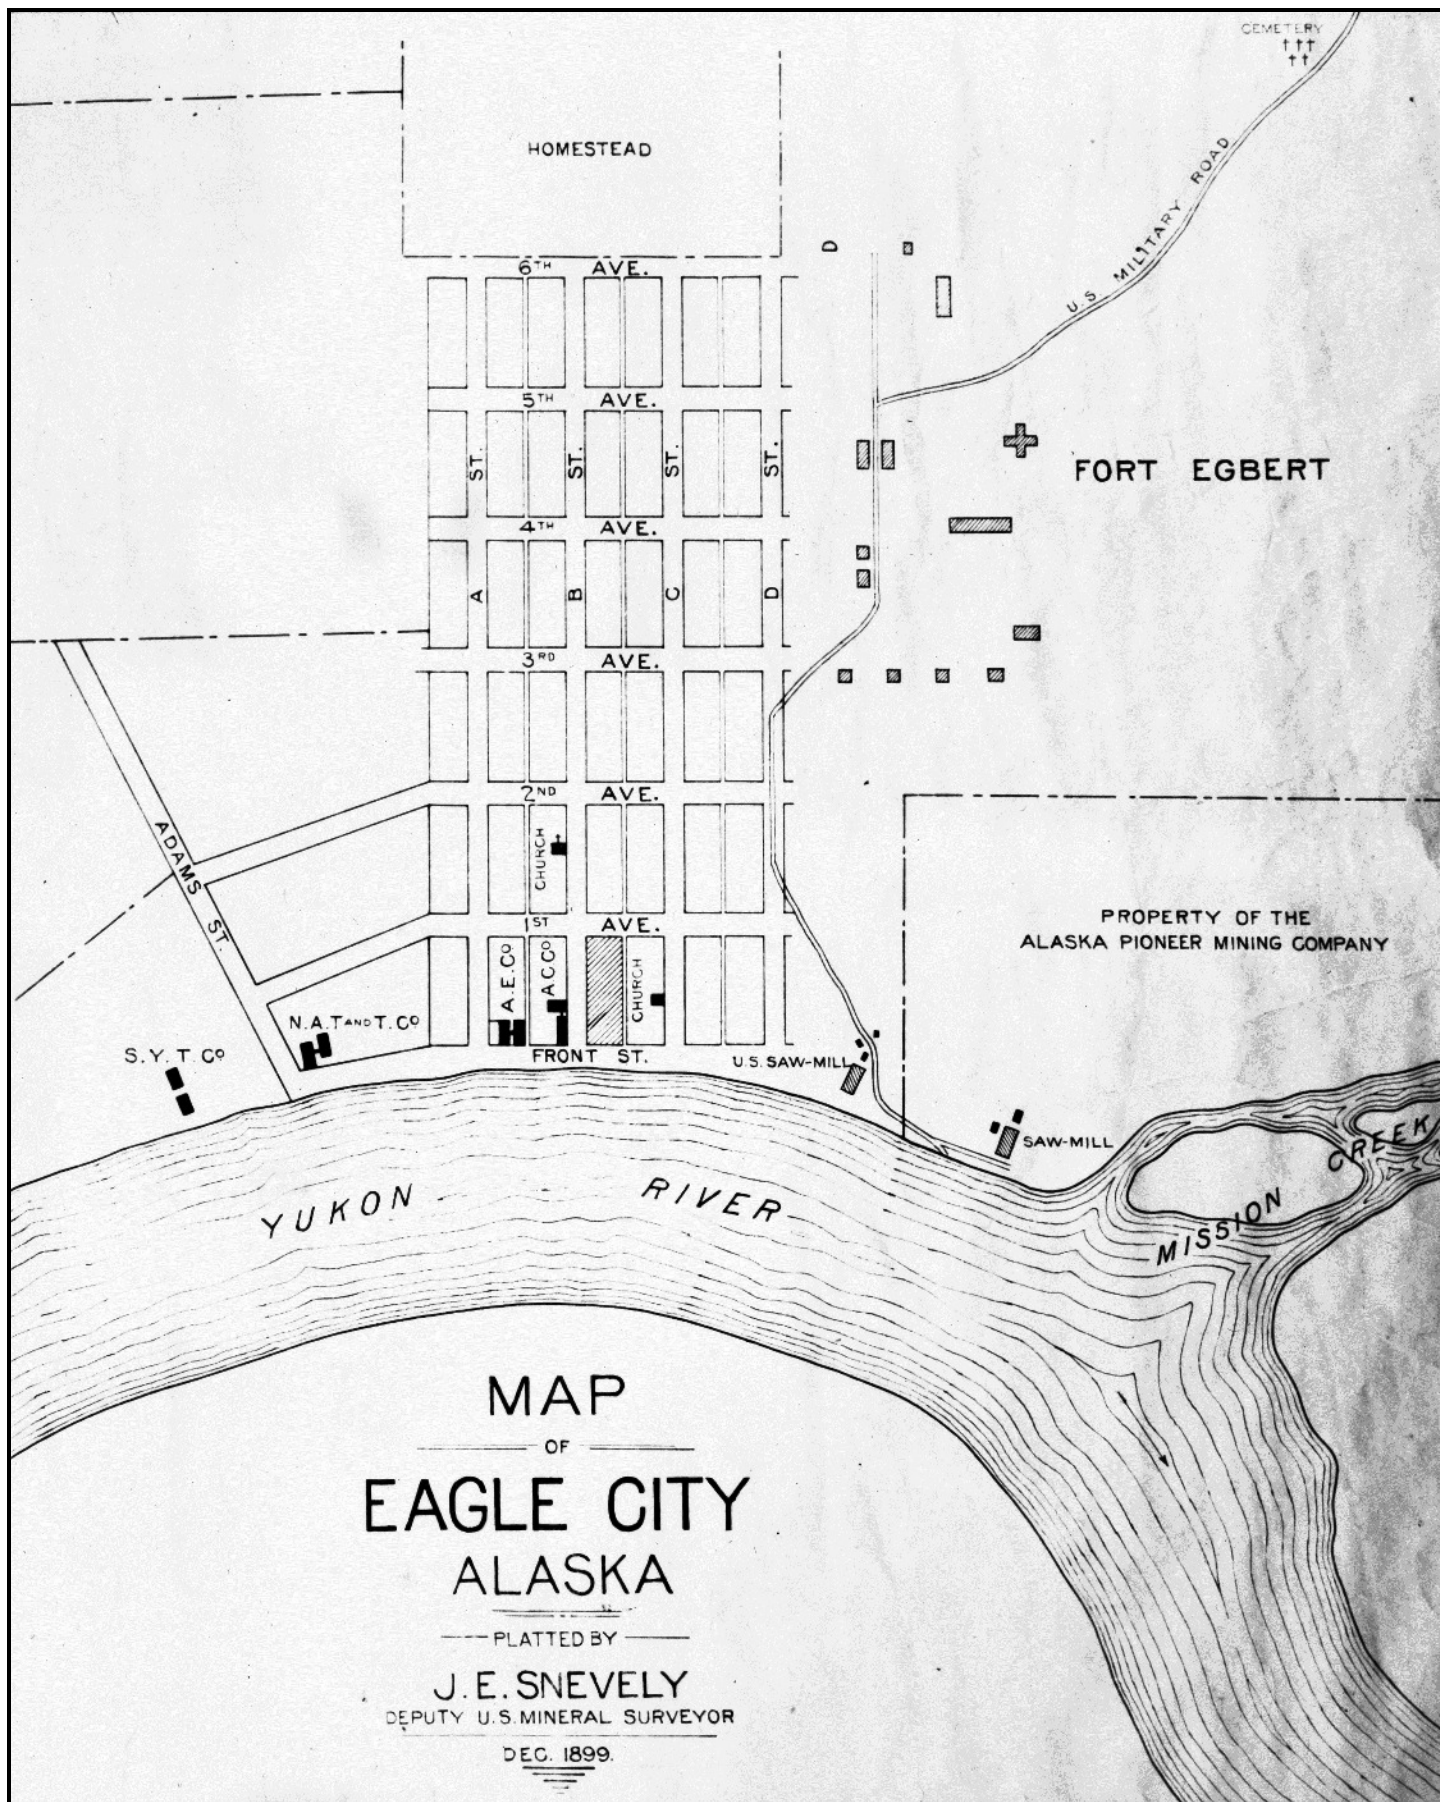 CEMETERY
HOMESTEAD
U.S MILITARY ROAD
D
6TH AVE.
5TH AVE.
ST. ST. ST. ST.
FORT EGBERT
4TH AVE.
A B C D
3RD AVE.
2ND AVE.
ADAMS ST.
CHURCH
1ST AVE.
PROPERTY OF THE
ALASKA PIONEER MINING COMPANY
A.E.CO
A.C.CO
CHURCH
N.A.T AND T.CO
S.Y.T.CO
FRONT ST.
U.S. SAW-MILL
SAW-MILL
YUKON RIVER
MISSION CREEK
MAP
OF
EAGLE CITY
ALASKA
PLATTED BY
J.E.SNEVELY
DEPUTY U.S.MINERAL SURVEYOR
DEC. 1899.